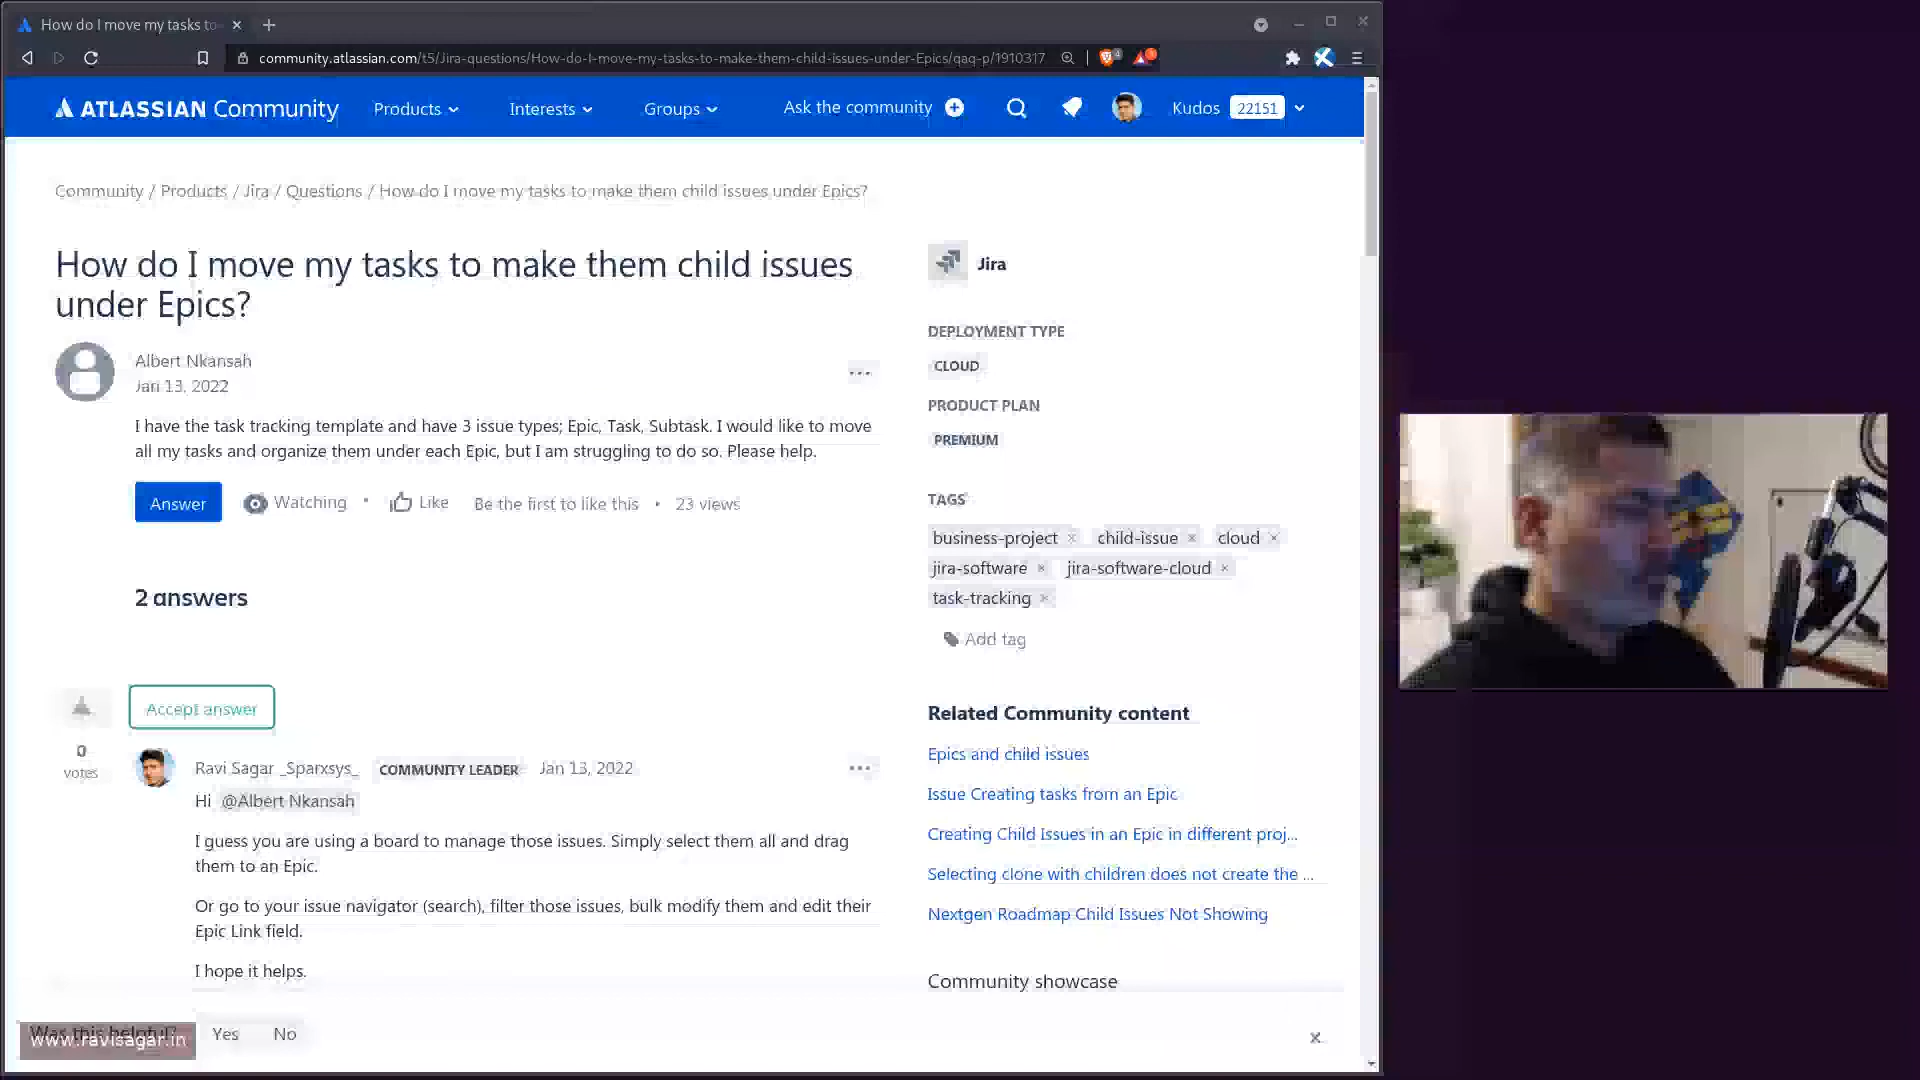 How do I move my tasks to
community.atlassian.com/t5/Jira-questions/How-do-I-move-my-tasks-to-make-them-child-issues-under-Epics/qaq-p/1910317
ATLASSIAN Community
Products
Interests
Groups
Ask the community
Kudos 22151
Community / Products / Jira / Questions / How do I move my tasks to make them child issues under Epics?
How do I move my tasks to make them child issues
under Epics?
Albert Nkansah
Jan 13, 2022
...
I have the task tracking template and have 3 issue types; Epic, Task, Subtask. I would like to move
all my tasks and organize them under each Epic, but I am struggling to do so. Please help.
Answer
Watching • Like Be the first to like this • 23 views
2 answers
Accept answer
0
votes
Ravi Sagar _Sparxsys_ COMMUNITY LEADER Jan 13, 2022
...
Hi @Albert Nkansah
I guess you are using a board to manage those issues. Simply select them all and drag
them to an Epic.
Or go to your issue navigator (search), filter those issues, bulk modify them and edit their
Epic Link field.
I hope it helps.
Jira
DEPLOYMENT TYPE
CLOUD
PRODUCT PLAN
PREMIUM
TAGS
business-project × child-issue × cloud ×
jira-software × jira-software-cloud ×
task-tracking ×
Add tag
Related Community content
Epics and child issues
Issue Creating tasks from an Epic
Creating Child Issues in an Epic in different proj...
Selecting clone with children does not create the ...
Nextgen Roadmap Child Issues Not Showing
Community showcase
Was this helpful?
Yes
No
www.ravisagar.in